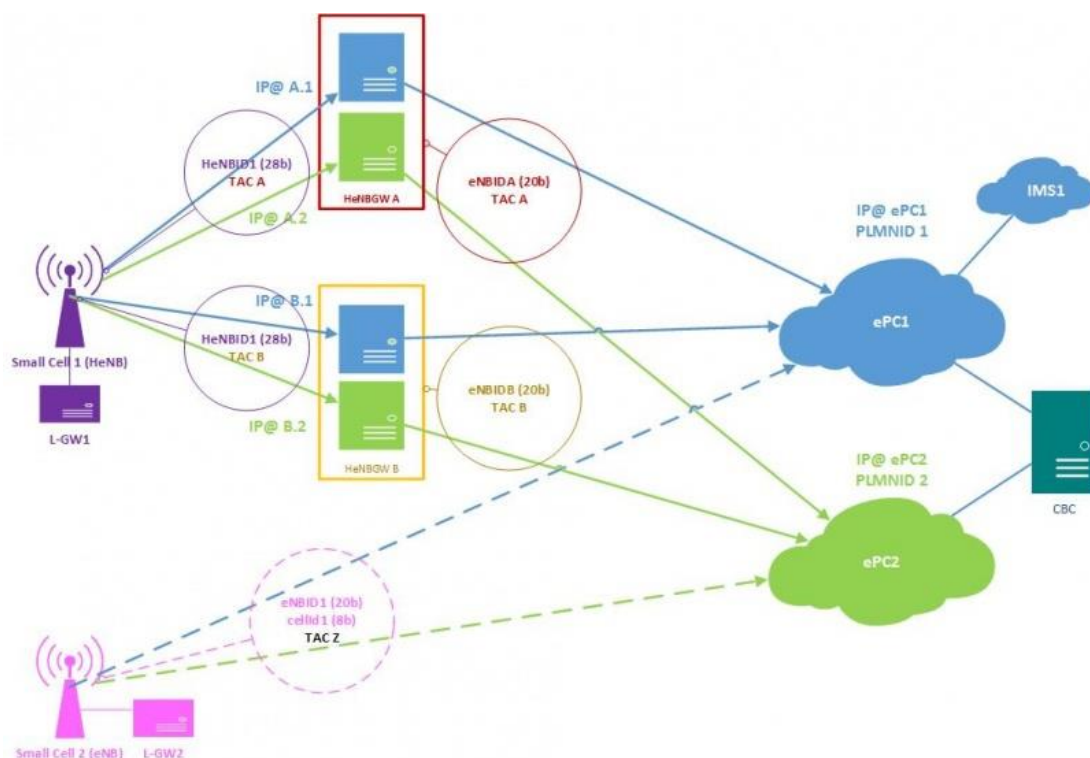 IP@ A.1
HeNBID1 (28b)
TAC A
HeNBGW A
eNBIDA (20b)
TAC A
IP@ A.2
IMS1
IP@ ePC1
PLMNID 1
ePC1
IP@ B.1
Small Cell 1 (HeNB)
HeNBID1 (28b)
TAC B
eNBIDB (20b)
TAC B
L-GW1
IP@ B.2
HeNBGW B
IP@ ePC2
PLMNID 2
CBC
ePC2
eNBID1 (20b)
cellid1 (8b)
TAC Z
Small Cell 2 (eNB)
L-GW2